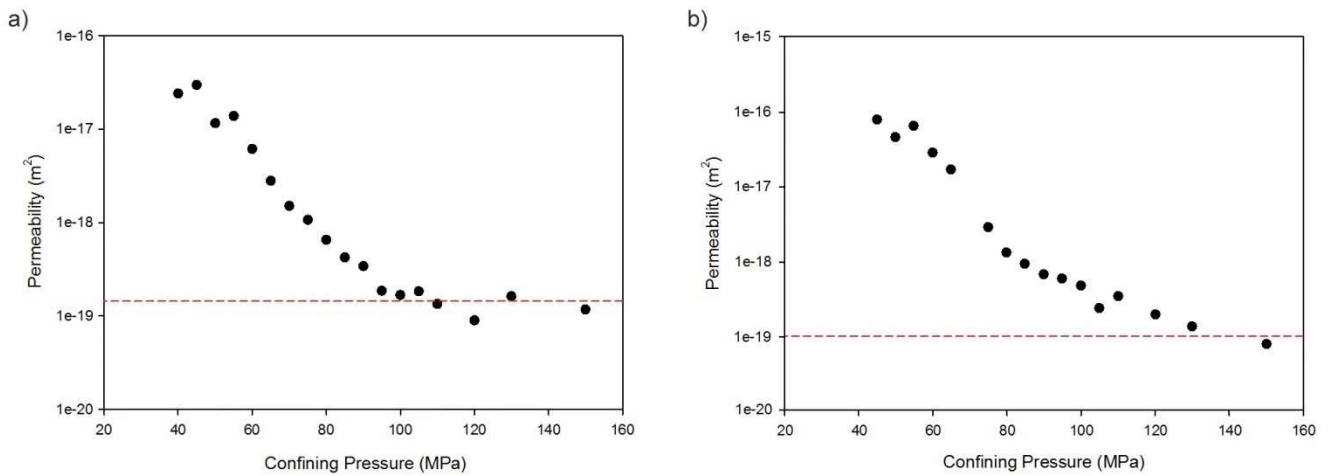 a)
1e-16
1e-17
1e-18
1e-19
1e-20
Permeability (m²)
20 40 60 80 100 120 140 160
Confining Pressure (MPa)
b)
1e-15
1e-16
1e-17
1e-18
1e-19
1e-20
Permeability (m²)
20 40 60 80 100 120 140 160
Confining Pressure (MPa)